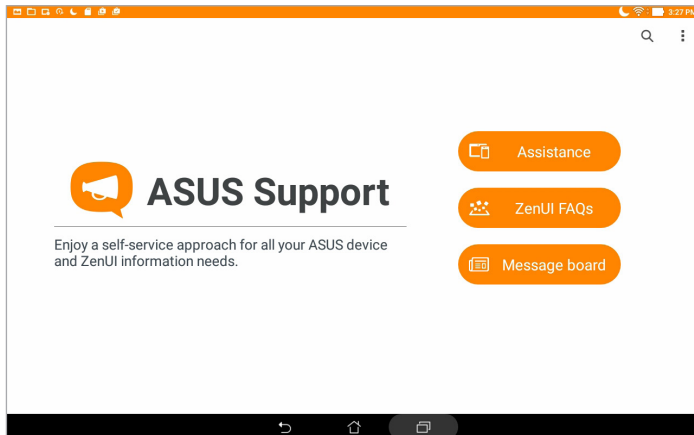 3:27 PM
ASUS Support
Enjoy a self-service approach for all your ASUS device
and ZenUI information needs.
Assistance
ZenUI FAQs
Message board